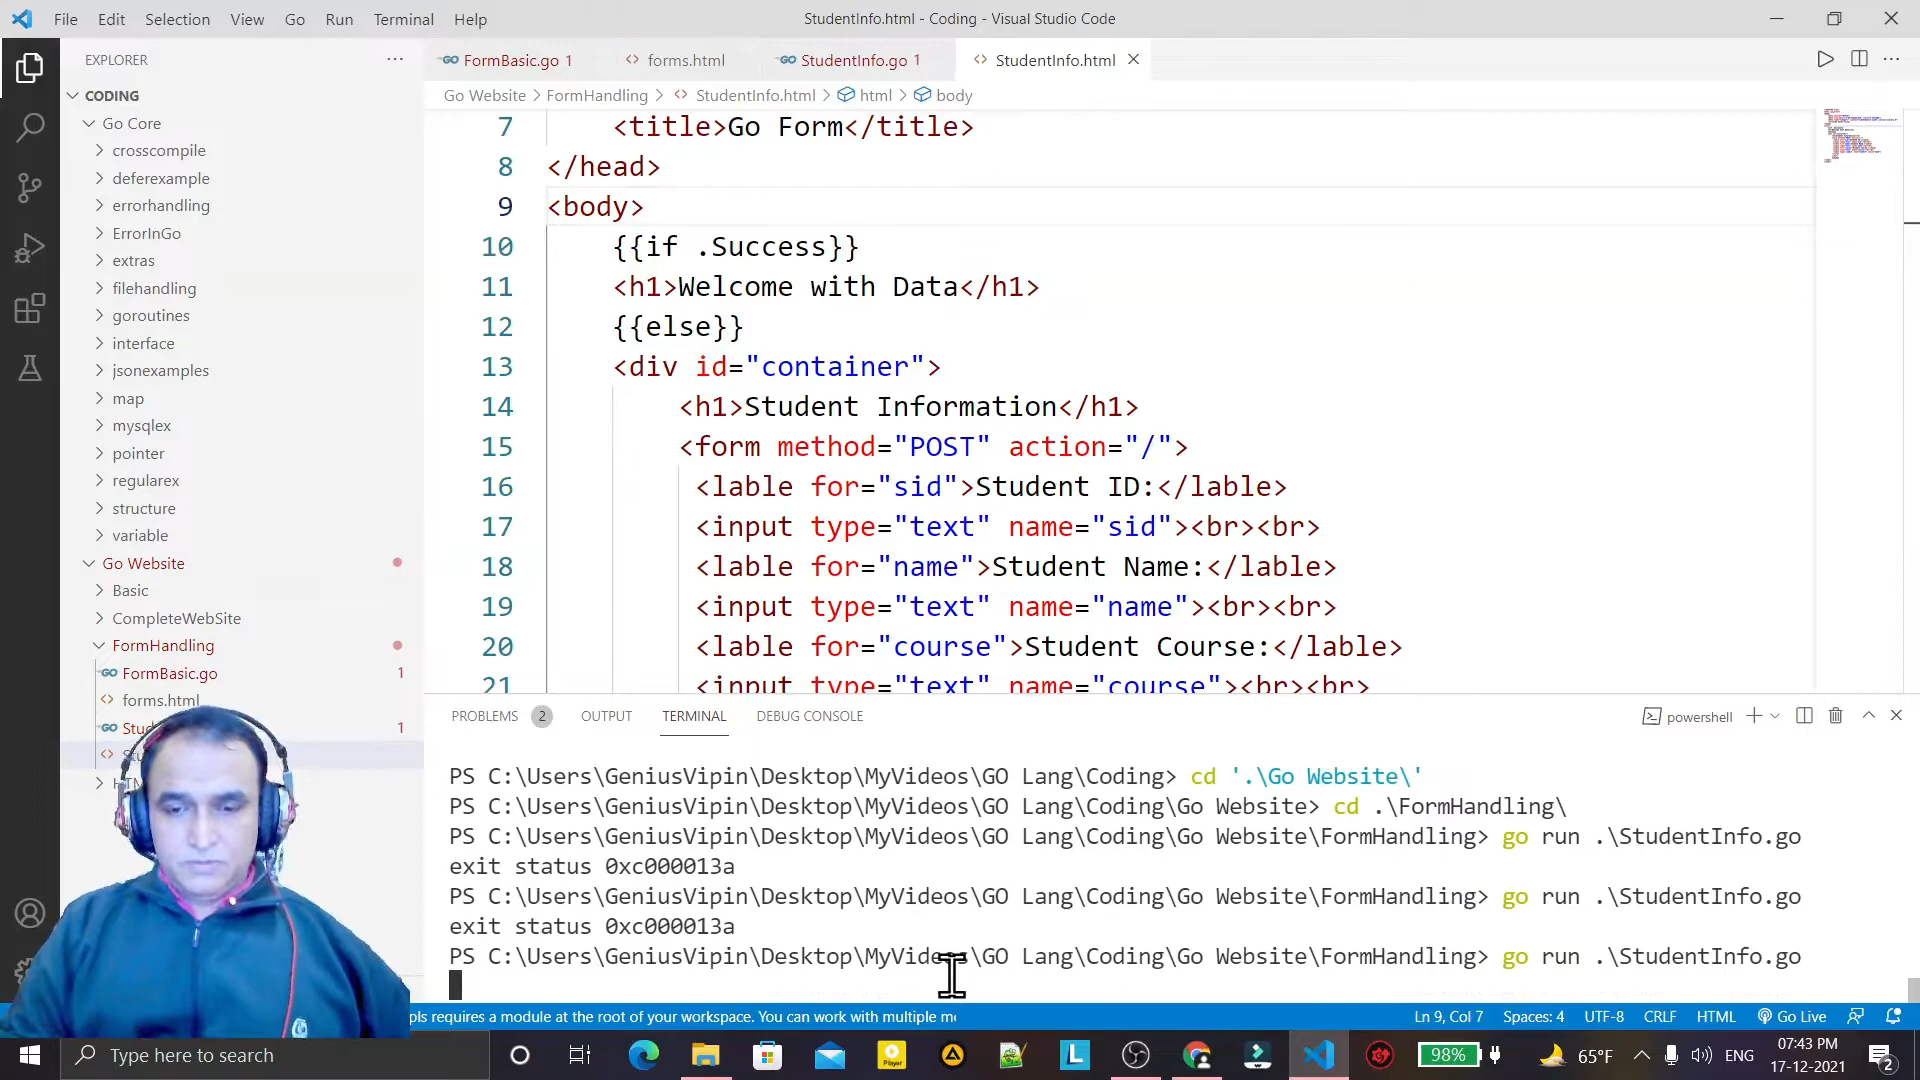 File Edit Selection View Go Run Terminal Help
StudentInfo.html - Coding - Visual Studio Code
EXPLORER
FormBasic.go 1
forms.html
StudentInfo.go 1
StudentInfo.html
CODING
Go Website > FormHandling > StudentInfo.html > html > body
Go Core
crosscompile
deferexample
errorhandling
ErrorInGo
extras
filehandling
goroutines
interface
jsonexamples
map
mysqlex
pointer
regularex
structure
variable
Go Website
Basic
CompleteWebSite
FormHandling
FormBasic.go 1
forms.html
1
7 <title>Go Form</title>
8 </head>
9 <body>
10 {{if .Success}}
11 <h1>Welcome with Data</h1>
12 {{else}}
13 <div id="container">
14 <h1>Student Information</h1>
15 <form method="POST" action="/">
16 <lable for="sid">Student ID:</lable>
17 <input type="text" name="sid"><br><br>
18 <lable for="name">Student Name:</lable>
19 <input type="text" name="name"><br><br>
20 <lable for="course">Student Course:</lable>
21 <input type="text" name="course"><br><br>
PROBLEMS 2 OUTPUT TERMINAL DEBUG CONSOLE
powershell
PS C:\Users\GeniusVipin\Desktop\MyVideos\GO Lang\Coding> cd '.\Go Website\'
PS C:\Users\GeniusVipin\Desktop\MyVideos\GO Lang\Coding\Go Website> cd .\FormHandling\
PS C:\Users\GeniusVipin\Desktop\MyVideos\GO Lang\Coding\Go Website\FormHandling> go run .\StudentInfo.go
exit status 0xc000013a
PS C:\Users\GeniusVipin\Desktop\MyVideos\GO Lang\Coding\Go Website\FormHandling> go run .\StudentInfo.go
exit status 0xc000013a
PS C:\Users\GeniusVipin\Desktop\MyVideos\GO Lang\Coding\Go Website\FormHandling> go run .\StudentInfo.go
requires a module at the root of your workspace. You can work with multiple
Ln 9, Col 7 Spaces: 4 UTF-8 CRLF HTML Go Live
Type here to search
98%
65°F
ENG
07:43 PM
17-12-2021
2